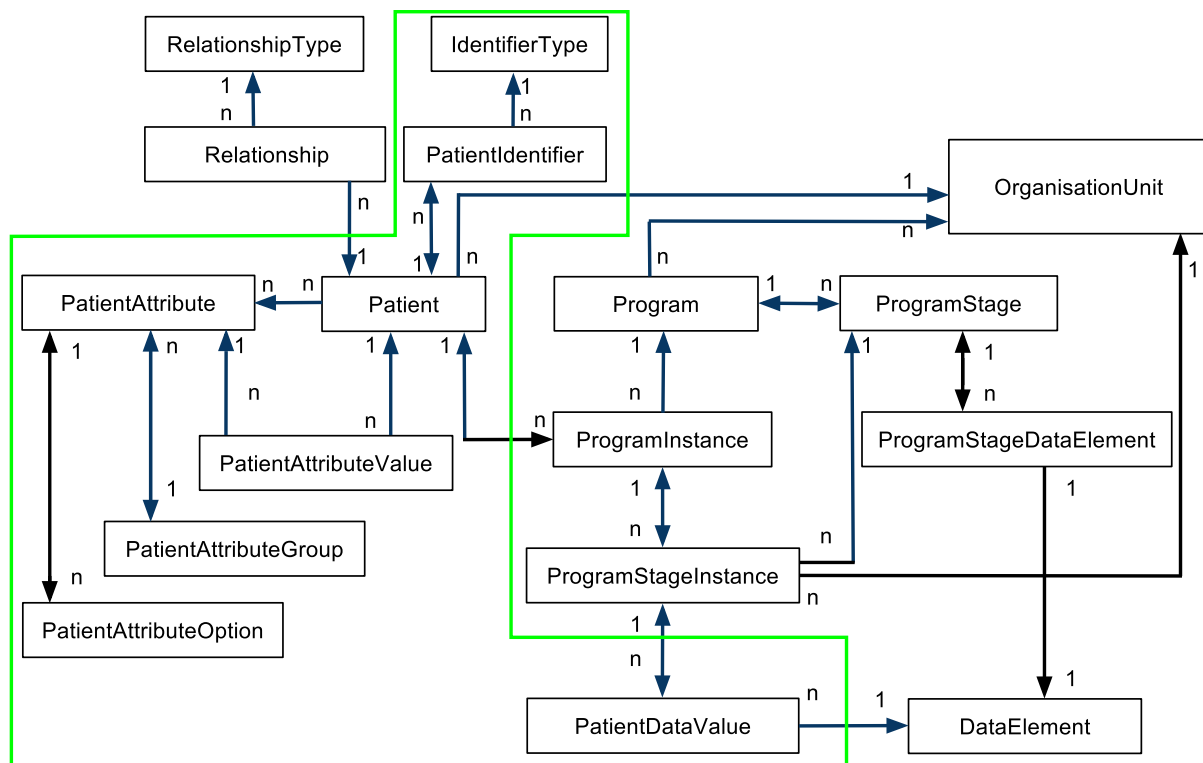 RelationshipType
IdentifierType
1
n
1
n
Relationship
PatientIdentifier
OrganisationUnit
n
n
1
n
1
1
n
n
1
PatientAttribute
n
n
Patient
Program
1
n
ProgramStage
1
n
1
1
1
1
1
1
n
n
n
n
n
PatientAttributeValue
ProgramInstance
ProgramStageDataElement
1
1
1
n
n
PatientAttributeGroup
n
PatientAttributeOption
ProgramStageInstance
n
1
n
n
1
PatientDataValue
n
1
DataElement